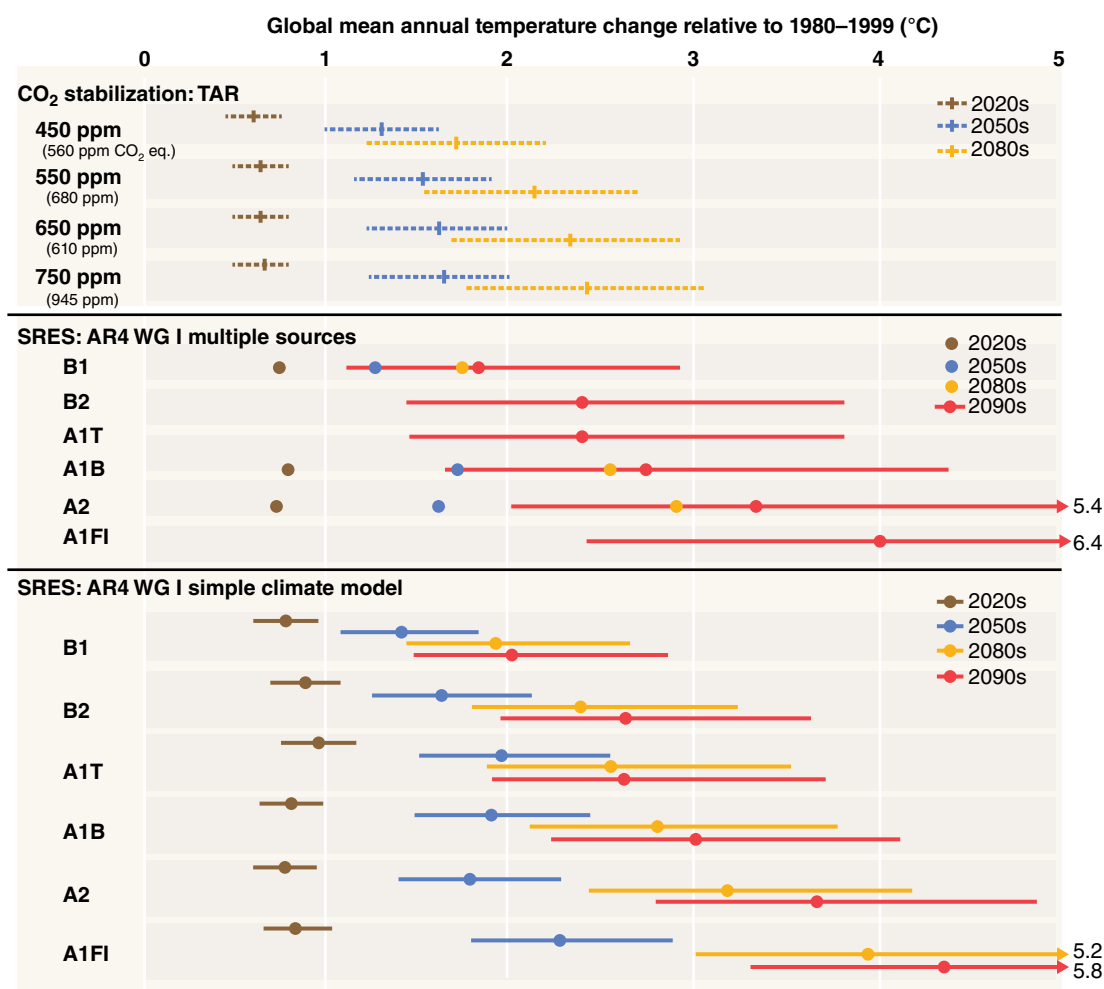 Global mean annual temperature change relative to 1980–1999 (°C)
0 1 2 3 4 5
CO2 stabilization: TAR
2020s
2050s
2080s
450 ppm
(560 ppm CO2 eq.)
550 ppm
(680 ppm)
650 ppm
(610 ppm)
750 ppm
(945 ppm)
SRES: AR4 WG I multiple sources
2020s
2050s
2080s
2090s
B1
B2
A1T
A1B
A2
5.4
A1FI
6.4
SRES: AR4 WG I simple climate model
2020s
2050s
2080s
2090s
B1
B2
A1T
A1B
A2
A1FI
5.2
5.8